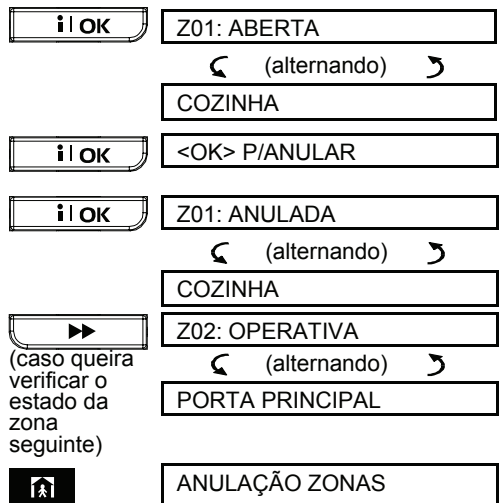 i OK Z01: ABERTA
(alternando)
COZINHA
i OK <OK> P/ANULAR
i OK Z01: ANULADA
(alternando)
COZINHA
Z02: OPERATIVA
(caso queira
verificar o
estado da
zona
seguinte)
(alternando)
PORTA PRINCIPAL
ANULAÇÃO ZONAS